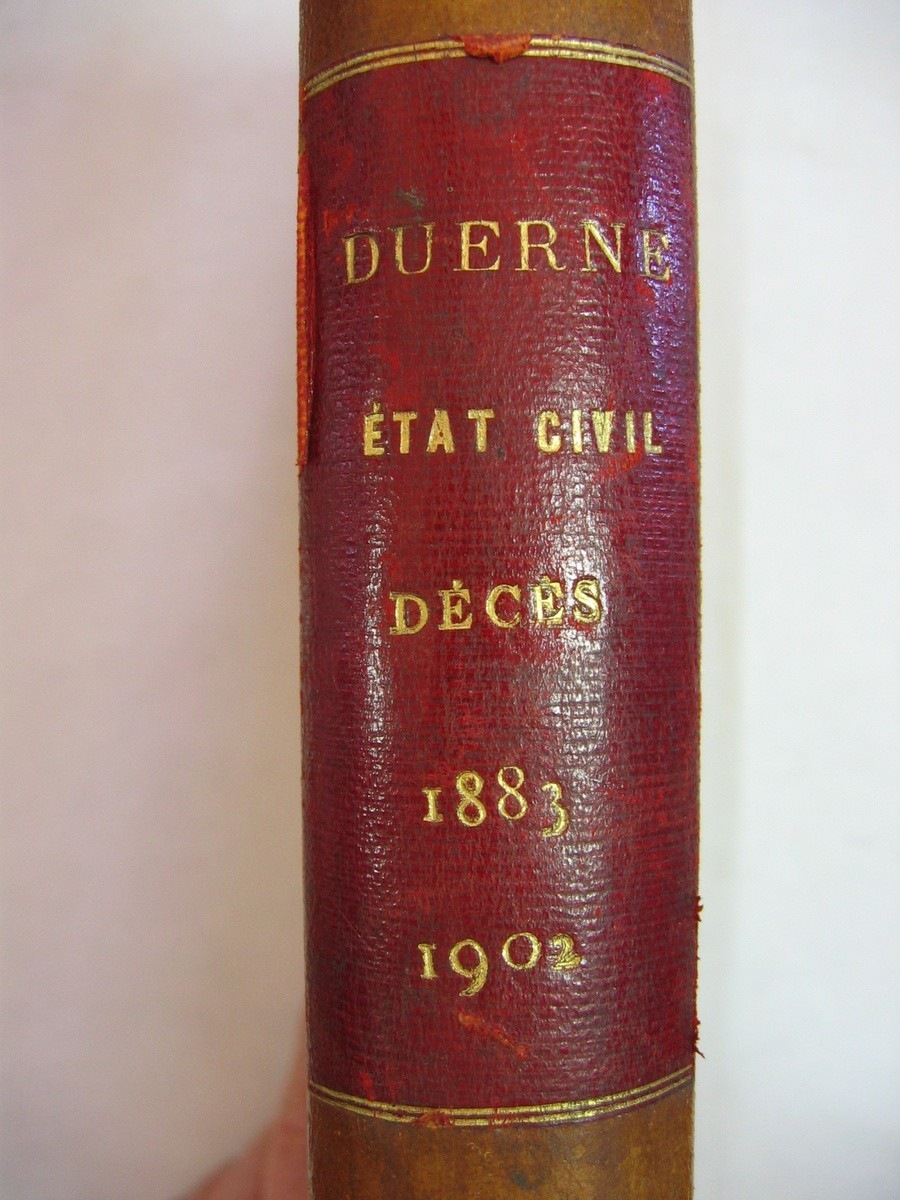 DUERNE
ÉTAT CIVIL
DÉCÈS
1883
1902